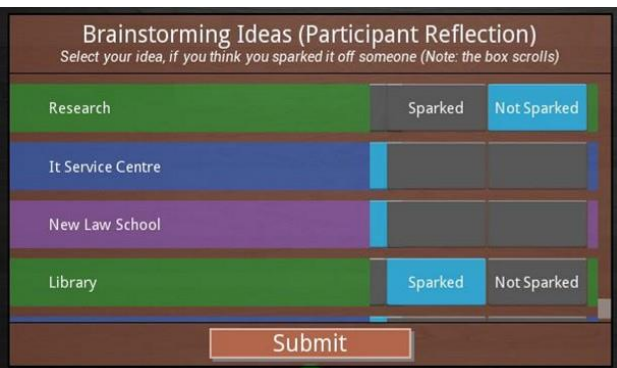 Brainstorming Ideas (Participant Reflection)
Select your idea, if you think you sparked it off someone (Note: the box scrolls)
Research Sparked Not Sparked
It Service Centre
New Law School
Library Sparked Not Sparked
Submit